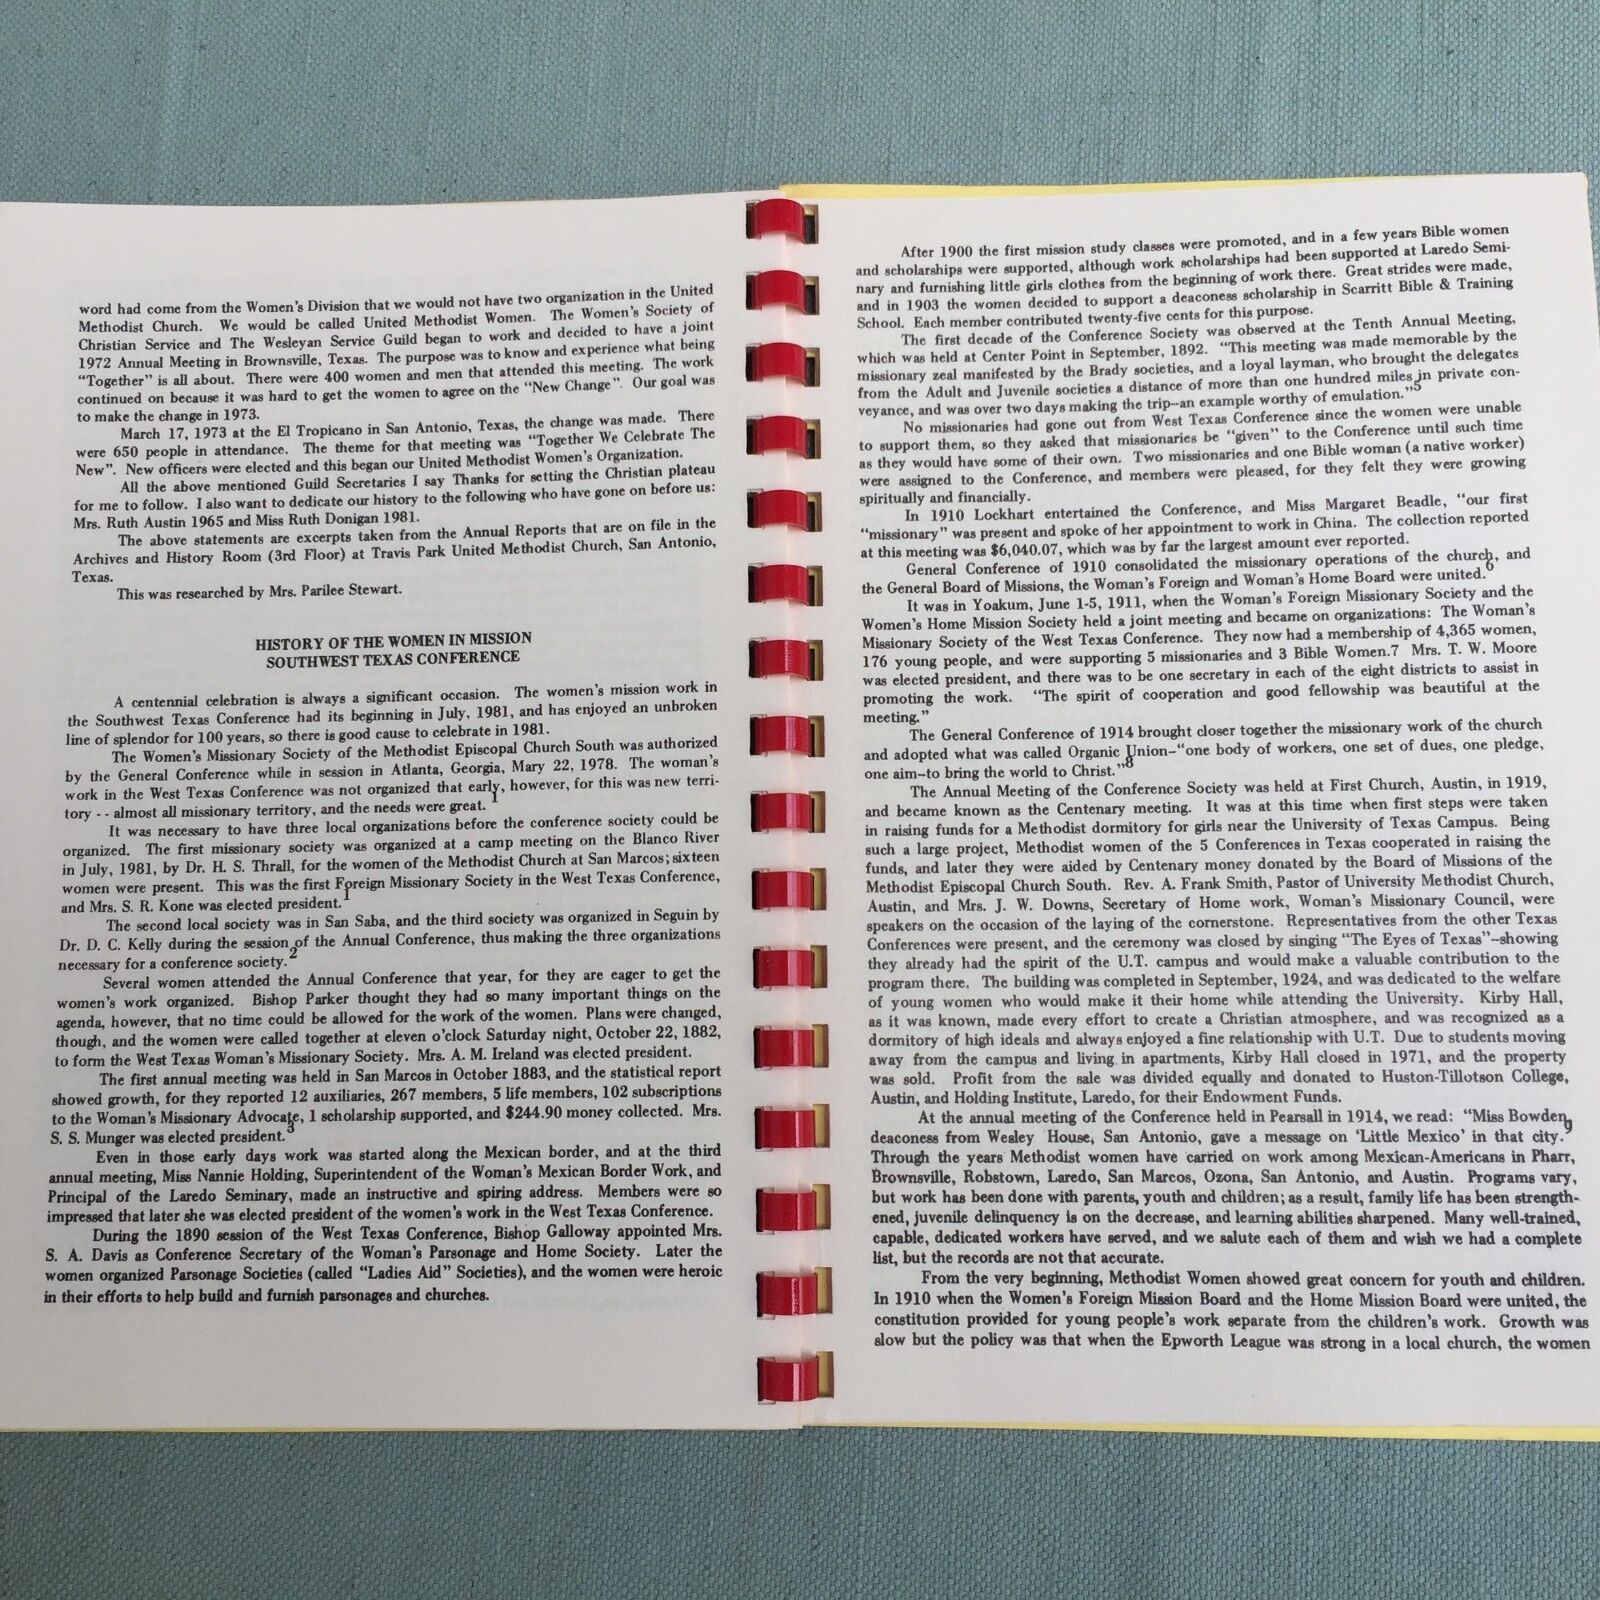 word had come from the Women's Division that we would not have two organization in the United
Methodist Church. We would be called United Methodist Women. The Women's Society of
Christian Service and The Wesleyan Service Guild began to work and decided to have a joint
1972 Annual Meeting in Brownsville, Texas. The purpose was to know and experience what being
"Together" is all about. There were 400 women and men that attended this meeting. The work
continued on because it was hard to get the women to agree on the "New Change". Our goal was
to make the change in 1973.
March 17, 1973 at the El Tropicano in San Antonio, Texas, the change was made. There
were 650 people in attendance. The theme for that meeting was "Together We Celebrate The
New". New officers were elected and this began our United Methodist Women's Organization.
All the above mentioned Guild Secretaries I say Thanks for setting the Christian plateau
for me to follow. I also want to dedicate our history to the following who have gone on before us:
Mrs. Ruth Austin 1965 and Miss Ruth Donigan 1981.
The above statements are excerpts taken from the Annual Reports that are on file in the
Archives and History Room (3rd Floor) at Travis Park United Methodist Church, San Antonio,
Texas.
This was researched by Mrs. Parilee Stewart.
HISTORY OF THE WOMEN IN MISSION
SOUTHWEST TEXAS CONFERENCE
A centennial celebration is always a significant occasion. The women's mission work in
the Southwest Texas Conference had its beginning in July, 1981, and has enjoyed an unbroken
line of splendor for 100 years, so there is good cause to celebrate in 1981.
The Women's Missionary Society of the Methodist Episcopal Church South was authorized
by the General Conference while in session in Atlanta, Georgia, Mary 22, 1978. The woman's
work in the West Texas Conference was not organized that early, however, for this was new terri-
tory -- almost all missionary territory, and the needs were great.1
It was necessary to have three local organizations before the conference society could be
organized. The first missionary society was organized at a camp meeting on the Blanco River
in July, 1981, by Dr. H. S. Thrall, for the women of the Methodist Church at San Marcos; sixteen
women were present. This was the first Foreign Missionary Society in the West Texas Conference,
and Mrs. S. R. Kone was elected president.1
The second local society was in San Saba, and the third society was organized in Seguin by
Dr. D. C. Kelly during the session of the Annual Conference, thus making the three organizations
necessary for a conference society.2
Several women attended the Annual Conference that year, for they are eager to get the
women's work organized. Bishop Parker thought they had so many important things on the
agenda, however, that no time could be allowed for the work of the women. Plans were changed,
though, and the women were called together at eleven o'clock Saturday night, October 22, 1882,
to form the West Texas Woman's Missionary Society. Mrs. A. M. Ireland was elected president.
The first annual meeting was held in San Marcos in October 1883, and the statistical report
showed growth, for they reported 12 auxiliaries, 267 members, 5 life members, 102 subscriptions
to the Woman's Missionary Advocate, 1 scholarship supported, and $244.90 money collected. Mrs.
S. S. Munger was elected president.3
Even in those early days work was started along the Mexican border, and at the third
annual meeting, Miss Nannie Holding, Superintendent of the Woman's Mexican Border Work, and
Principal of the Laredo Seminary, made an instructive and spiring address. Members were so
impressed that later she was elected president of the women's work in the West Texas Conference.
During the 1890 session of the West Texas Conference, Bishop Galloway appointed Mrs.
S. A. Davis as Conference Secretary of the Woman's Parsonage and Home Society. Later the
women organized Parsonage Societies (called "Ladies Aid" Societies), and the women were heroic
in their efforts to help build and furnish parsonages and churches.
After 1900 the first mission study classes were promoted, and in a few years Bible women
and scholarships were supported, although work scholarships had been supported at Laredo Semi-
nary and furnishing little girls clothes from the beginning of work there. Great strides were made,
and in 1903 the women decided to support a deaconess scholarship in Scarritt Bible & Training
School. Each member contributed twenty-five cents for this purpose.
The first decade of the Conference Society was observed at the Tenth Annual Meeting,
which was held at Center Point in September, 1892. "This meeting was made memorable by the
missionary zeal manifested by the Brady societies, and a loyal layman, who brought the delegates
from the Adult and Juvenile societies a distance of more than one hundred miles in private con-
veyance, and was over two days making the trip—an example worthy of emulation."5
No missionaries had gone out from West Texas Conference since the women were unable
to support them, so they asked that missionaries be "given" to the Conference until such time
as they would have some of their own. Two missionaries and one Bible woman (a native worker)
were assigned to the Conference, and members were pleased, for they felt they were growing
spiritually and financially.
In 1910 Lockhart entertained the Conference, and Miss Margaret Beadle, "our first
"missionary" was present and spoke of her appointment to work in China. The collection reported
at this meeting was $6,040.07, which was by far the largest amount ever reported.
General Conference of 1910 consolidated the missionary operations of the church, and
the General Board of Missions, the Woman's Foreign and Woman's Home Board were united.6
It was in Yoakum, June 1-5, 1911, when the Woman's Foreign Missionary Society and the
Women's Home Mission Society held a joint meeting and became on organizations: The Woman's
Missionary Society of the West Texas Conference. They now had a membership of 4,365 women,
176 young people, and were supporting 5 missionaries and 3 Bible Women.7 Mrs. T. W. Moore
was elected president, and there was to be one secretary in each of the eight districts to assist in
promoting the work. "The spirit of cooperation and good fellowship was beautiful at the
meeting."
The General Conference of 1914 brought closer together the missionary work of the church
and adopted what was called Organic Union—"one body of workers, one set of dues, one pledge,
one aim—to bring the world to Christ."8
The Annual Meeting of the Conference Society was held at First Church, Austin, in 1919,
and became known as the Centenary meeting. It was at this time when first steps were taken
in raising funds for a Methodist dormitory for girls near the University of Texas Campus. Being
such a large project, Methodist women of the 5 Conferences in Texas cooperated in raising the
funds, and later they were aided by Centenary money donated by the Board of Missions of the
Methodist Episcopal Church South. Rev. A. Frank Smith, Pastor of University Methodist Church,
Austin, and Mrs. J. W. Downs, Secretary of Home work, Woman's Missionary Council, were
speakers on the occasion of the laying of the cornerstone. Representatives from the other Texas
Conferences were present, and the ceremony was closed by singing "The Eyes of Texas"—showing
they already had the spirit of the U.T. campus and would make a valuable contribution to the
program there. The building was completed in September, 1924, and was dedicated to the welfare
of young women who would make it their home while attending the University. Kirby Hall,
as it was known, made every effort to create a Christian atmosphere, and was recognized as a
dormitory of high ideals and always enjoyed a fine relationship with U.T. Due to students moving
away from the campus and living in apartments, Kirby Hall closed in 1971, and the property
was sold. Profit from the sale was divided equally and donated to Huston-Tillotson College,
Austin, and Holding Institute, Laredo, for their Endowment Funds.
At the annual meeting of the Conference held in Pearsall in 1914, we read: "Miss Bowden,
deaconess from Wesley House, San Antonio, gave a message on 'Little Mexico' in that city."9
Through the years Methodist women have carried on work among Mexican-Americans in Pharr,
Brownsville, Robstown, Laredo, San Marcos, Ozona, San Antonio, and Austin. Programs vary,
but work has been done with parents, youth and children; as a result, family life has been strength-
ened, juvenile delinquency is on the decrease, and learning abilities sharpened. Many well-trained,
capable, dedicated workers have served, and we salute each of them and wish we had a complete
list, but the records are not that accurate.
From the very beginning, Methodist Women showed great concern for youth and children.
In 1910 when the Women's Foreign Mission Board and the Home Mission Board were united, the
constitution provided for young people's work separate from the children's work. Growth was
slow but the policy was that when the Epworth League was strong in a local church, the women